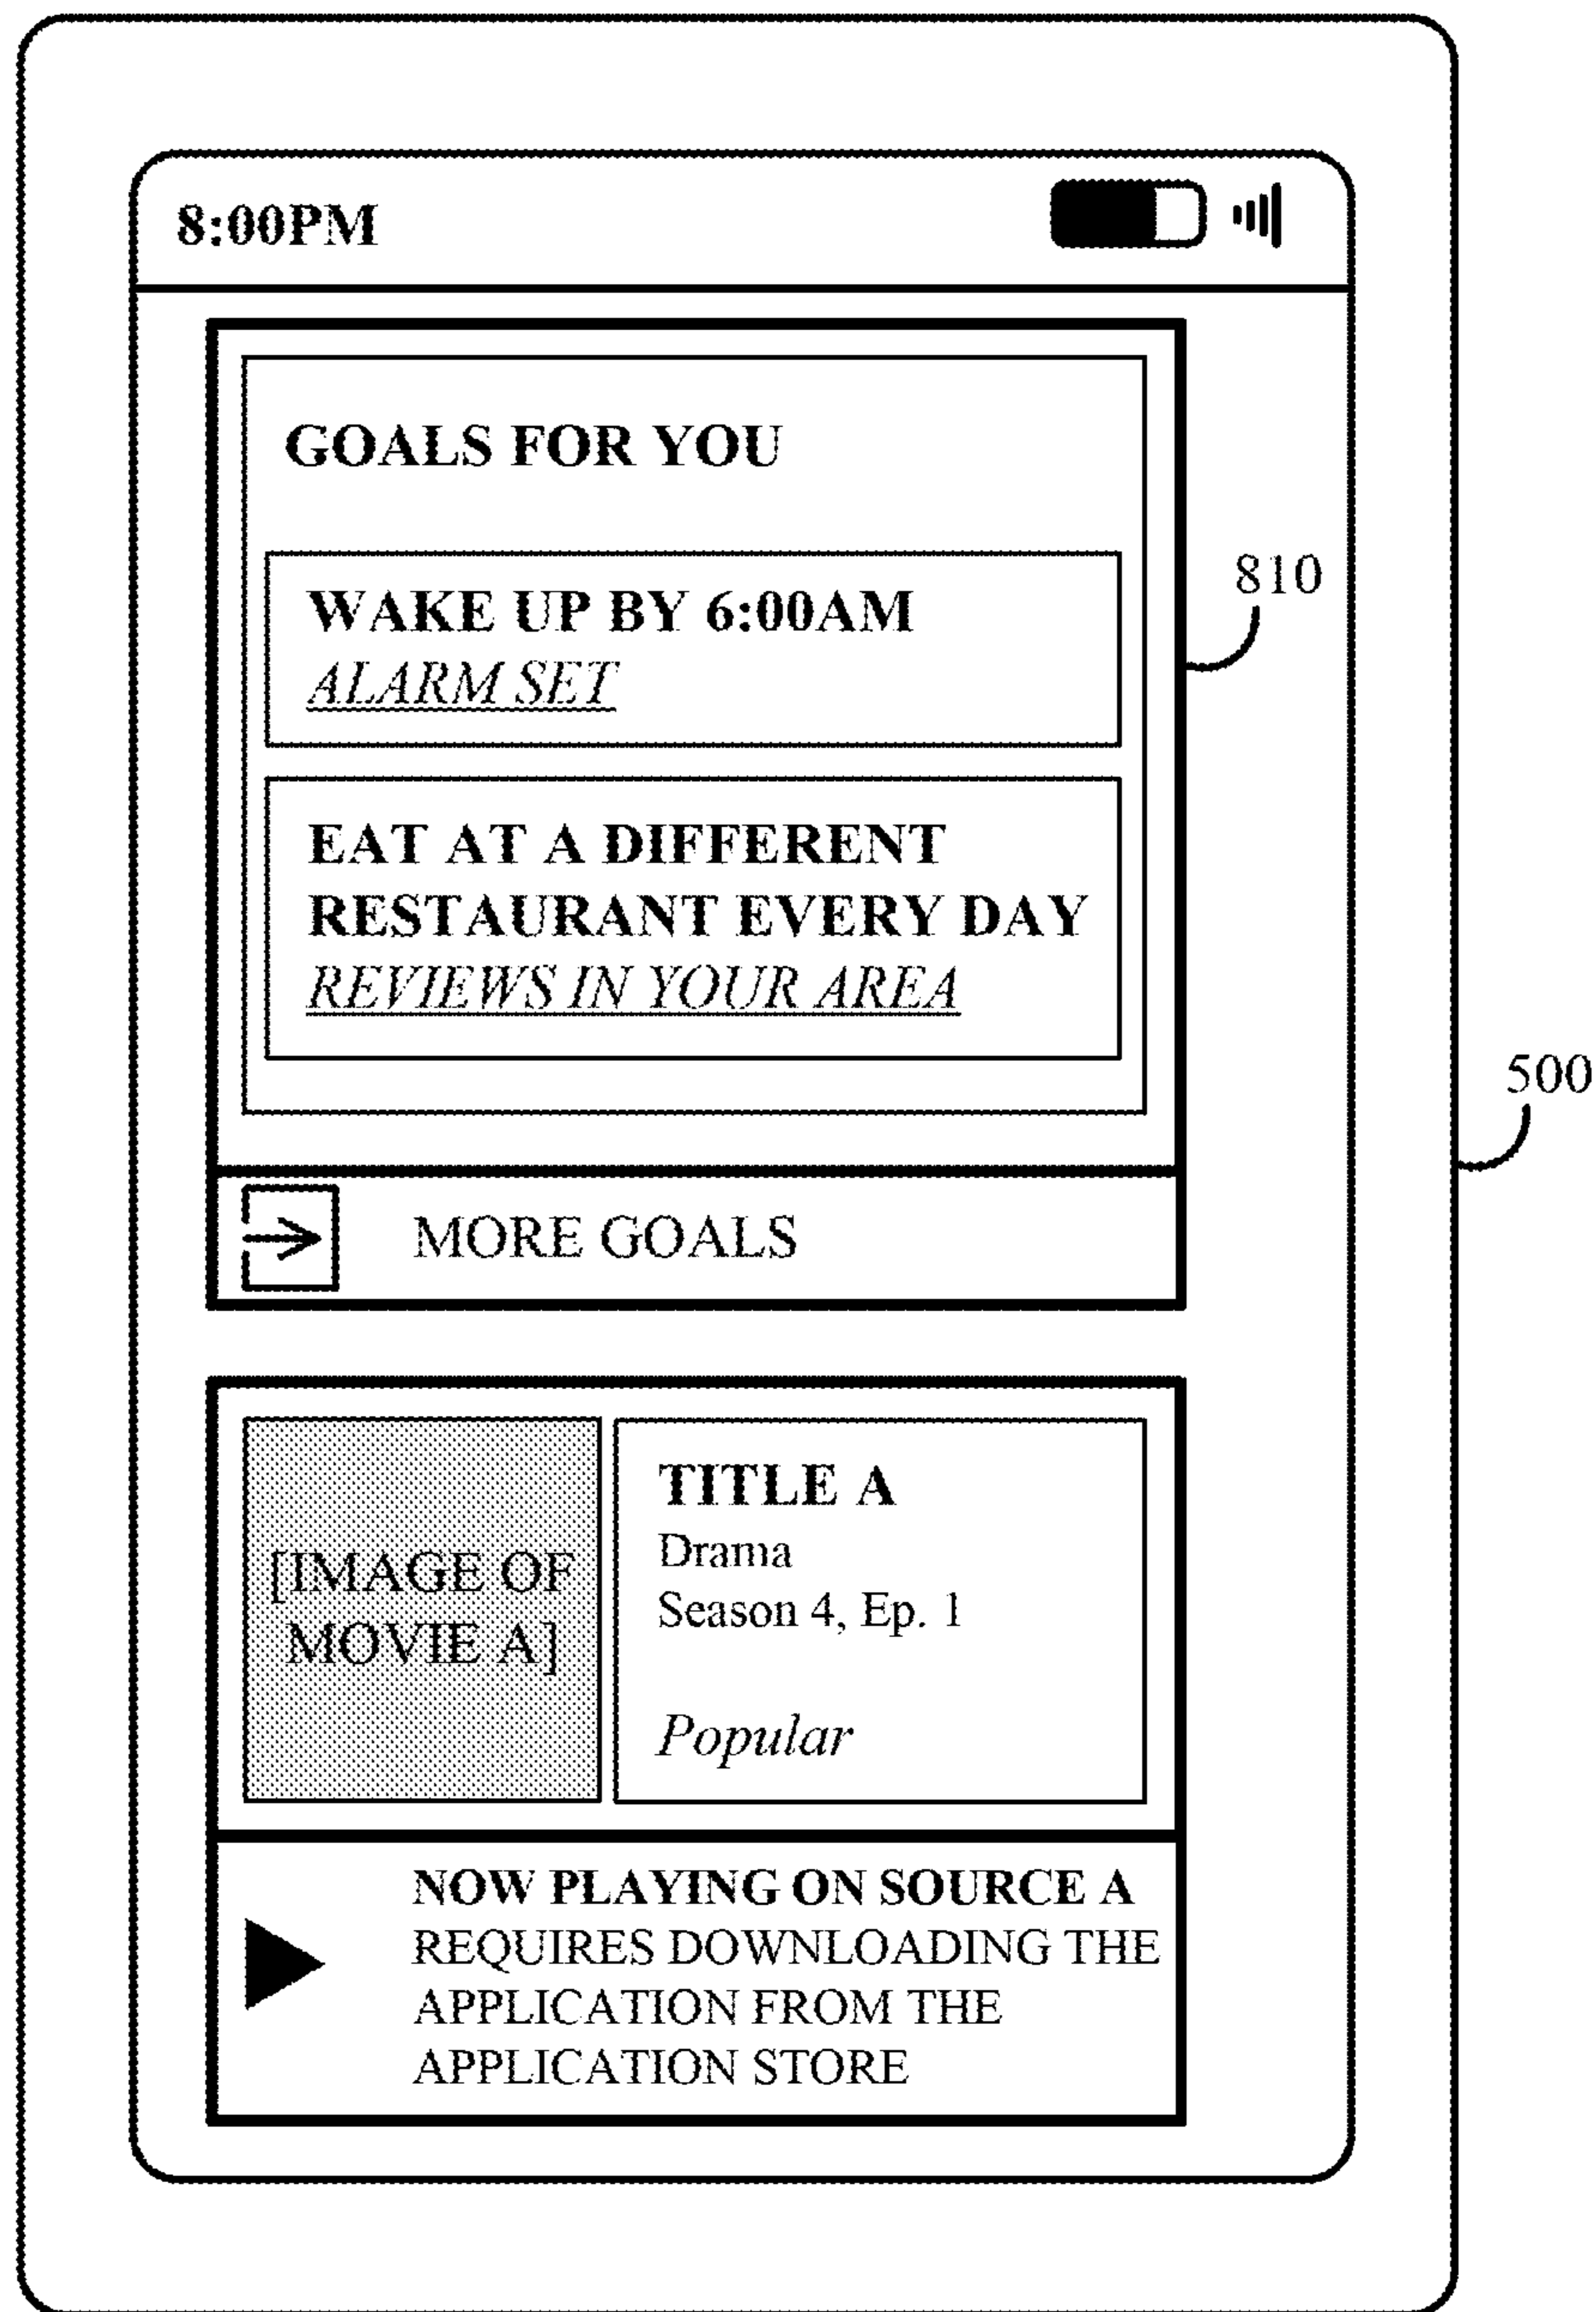 8:00PM
GOALS FOR YOU
WAKE UP BY 6:00AM
ALARM SET
810
EAT AT A DIFFERENT
RESTAURANT EVERY DAY
REVIEWS IN YOUR AREA
500
MORE GOALS
[IMAGE OF
MOVIE A]
TITLE A
Drama
Season 4, Ep. 1
Popular
NOW PLAYING ON SOURCE A
REQUIRES DOWNLOADING THE
APPLICATION FROM THE
APPLICATION STORE